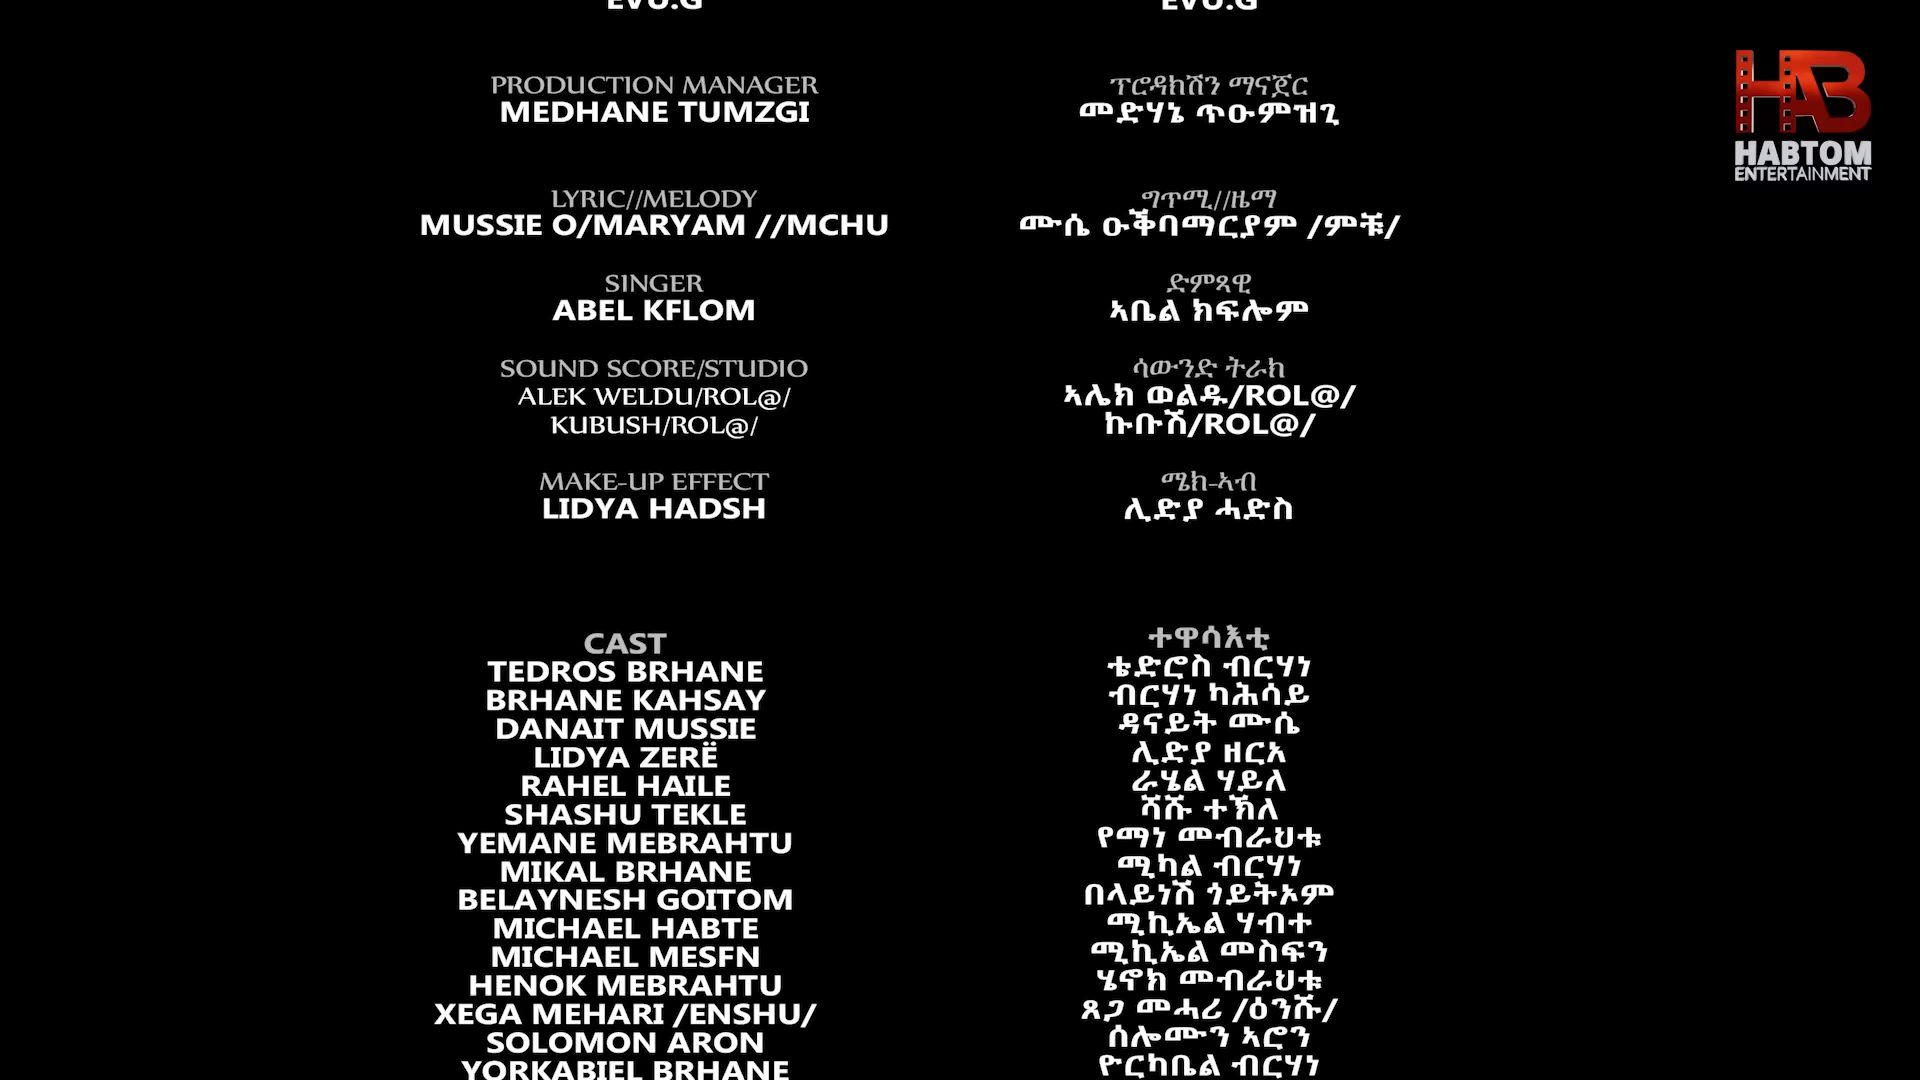 EVO.G
EVO.G
PRODUCTION MANAGER
MEDHANE TUMZGI
LYRIC//MELODY
MUSSIE O/MARYAM //MCHU
SINGER
ABEL KFLOM
SOUND SCORE/STUDIO
ALEK WELDU/ROL@/
KUBUSH/ROL@/
MAKE-UP EFFECT
LIDYA HADSH
CAST
TEDROS BRHANE
BRHANE KAHSAY
DANAIT MUSSIE
LIDYA ZERË
RAHEL HAILE
SHASHU TEKLE
YEMANE MEBRAHTU
MIKAL BRHANE
BELAYNESH GOITOM
MICHAEL HABTE
MICHAEL MESFN
HENOK MEBRAHTU
XEGA MEHARI /ENSHU/
SOLOMON ARON
YORKABIEL BRHANE
ፕሮዳክሽን ማናጀር
መድሃኔ ጥዑምዝጊ
ግጥሚ//ዜማ
ሙሴ ዑቕባማርያም /ምቹ/
ድምጻዊ
ኣቤል ክፍሎም
ሳውንድ ትራክ
ኣሌክ ወልዱ/ROL@/
ኩቡሽ/ROL@/
ሜክ-ኣብ
ሊድያ ሓድስ
ተዋሳእቲ
ቴድሮስ ብርሃነ
ብርሃነ ካሕሳይ
ዳናይት ሙሴ
ሊድያ ዘርአ
ራሄል ሃይለ
ሻሹ ተኽለ
የማነ መብራህቱ
ሚካል ብርሃነ
በላይነሽ ጎይትኦም
ሚኪኤል ሃብተ
ሚኪኤል መስፍን
ሄኖክ መብራህቱ
ጸጋ መሓሪ /ዕንሹ/
ሰሎሙን ኣሮን
ዮርካቤል ብርሃነ
HAB
HABTOM
ENTERTAINMENT